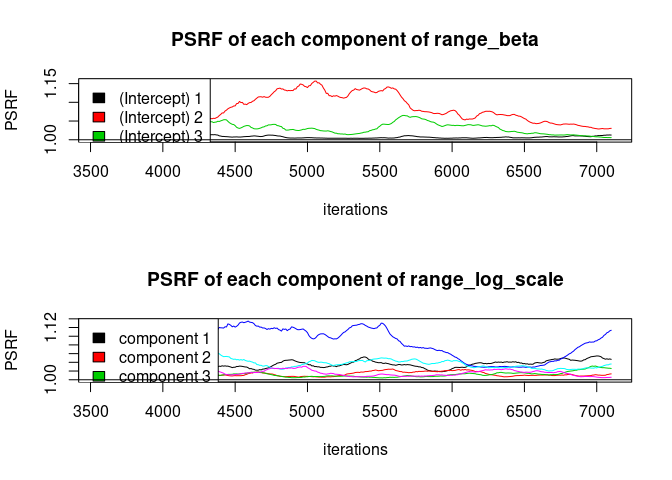 PSRF of each component of range_beta
PSRF
1.15
1.00
(Intercept) 1
(Intercept) 2
(Intercept) 3
3500 4000 4500 5000 5500 6000 6500 7000
iterations
PSRF of each component of range_log_scale
PSRF
1.12
1.00
component 1
component 2
component 3
3500 4000 4500 5000 5500 6000 6500 7000
iterations